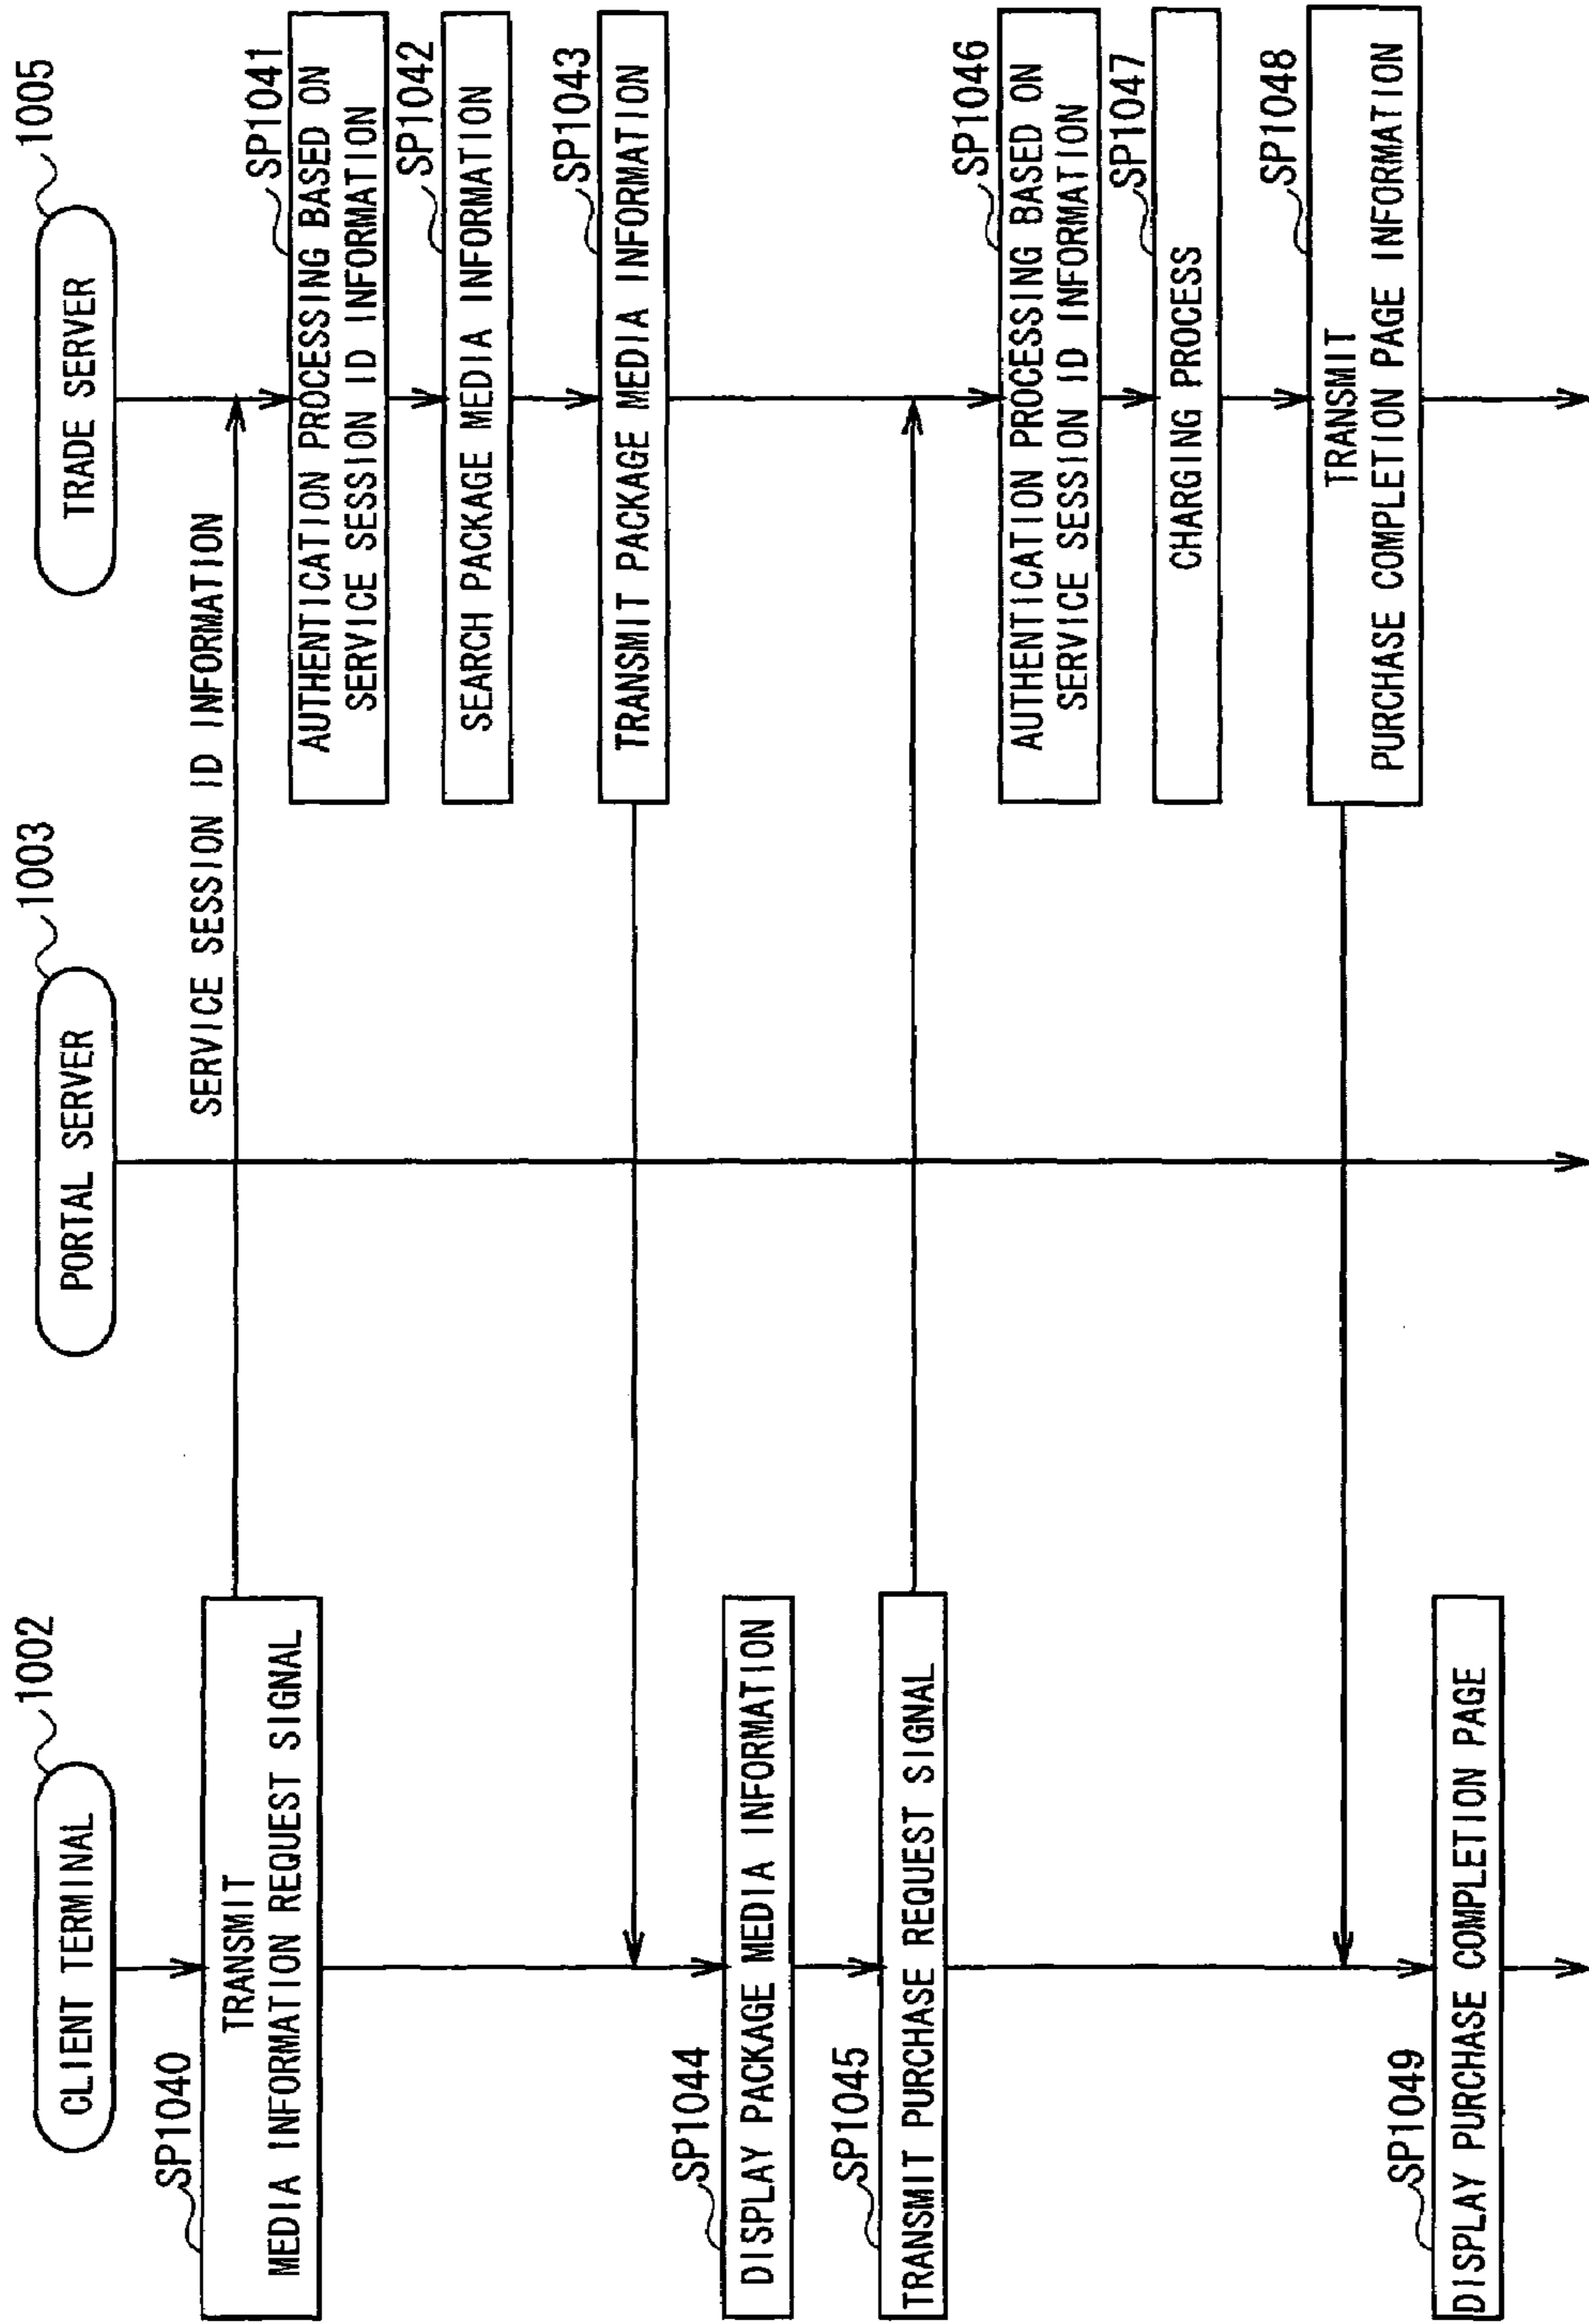 CLIENT TERMINAL
1002
PORTAL SERVER
1003
TRADE SERVER
1005
SP1040
TRANSMIT
MEDIA INFORMATION REQUEST SIGNAL
SERVICE SESSION ID INFORMATION
SP1041
AUTHENTICATION PROCESSING BASED ON
SERVICE SESSION ID INFORMATION
SP1042
SEARCH PACKAGE MEDIA INFORMATION
SP1043
TRANSMIT PACKAGE MEDIA INFORMATION
SP1044
DISPLAY PACKAGE MEDIA INFORMATION
SP1045
TRANSMIT PURCHASE REQUEST SIGNAL
SP1046
AUTHENTICATION PROCESSING BASED ON
SERVICE SESSION ID INFORMATION
SP1047
CHARGING PROCESS
SP1048
TRANSMIT
PURCHASE COMPLETION PAGE INFORMATION
SP1049
DISPLAY PURCHASE COMPLETION PAGE